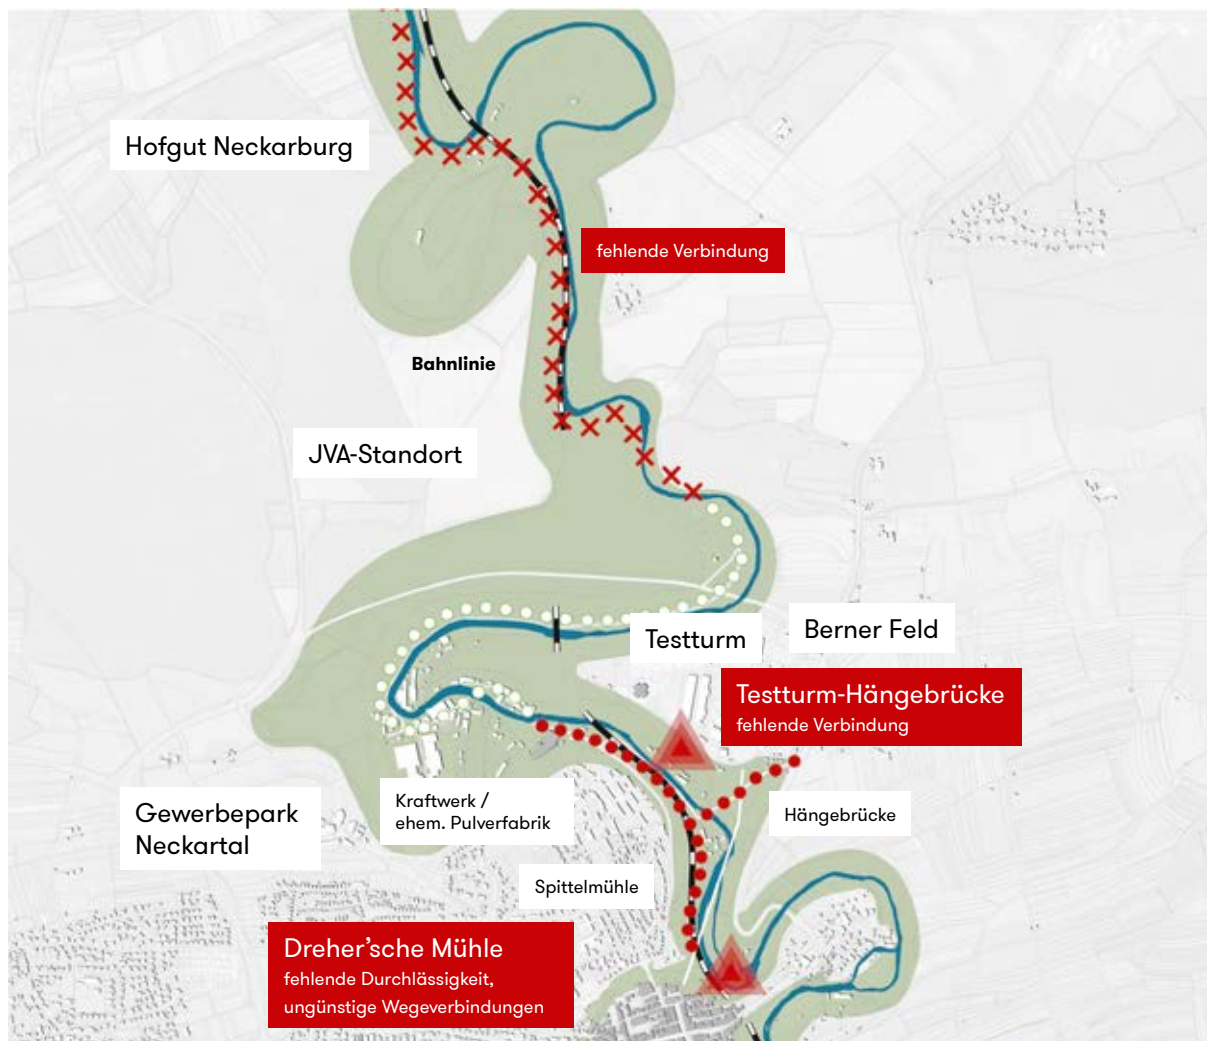 Hofgut Neckarburg
fehlende Verbindung
Bahnlinie
JVA-Standort
Berner Feld
Testturm
Testturm-Hängebrücke
fehlende Verbindung
Kraftwerk /
ehem. Pulverfabrik
Hängebrücke
Gewerbepark
Neckartal
Spittelmühle
Dreher’sche Mühle
fehlende Durchlässigkeit,
ungünstige Wegeverbindungen